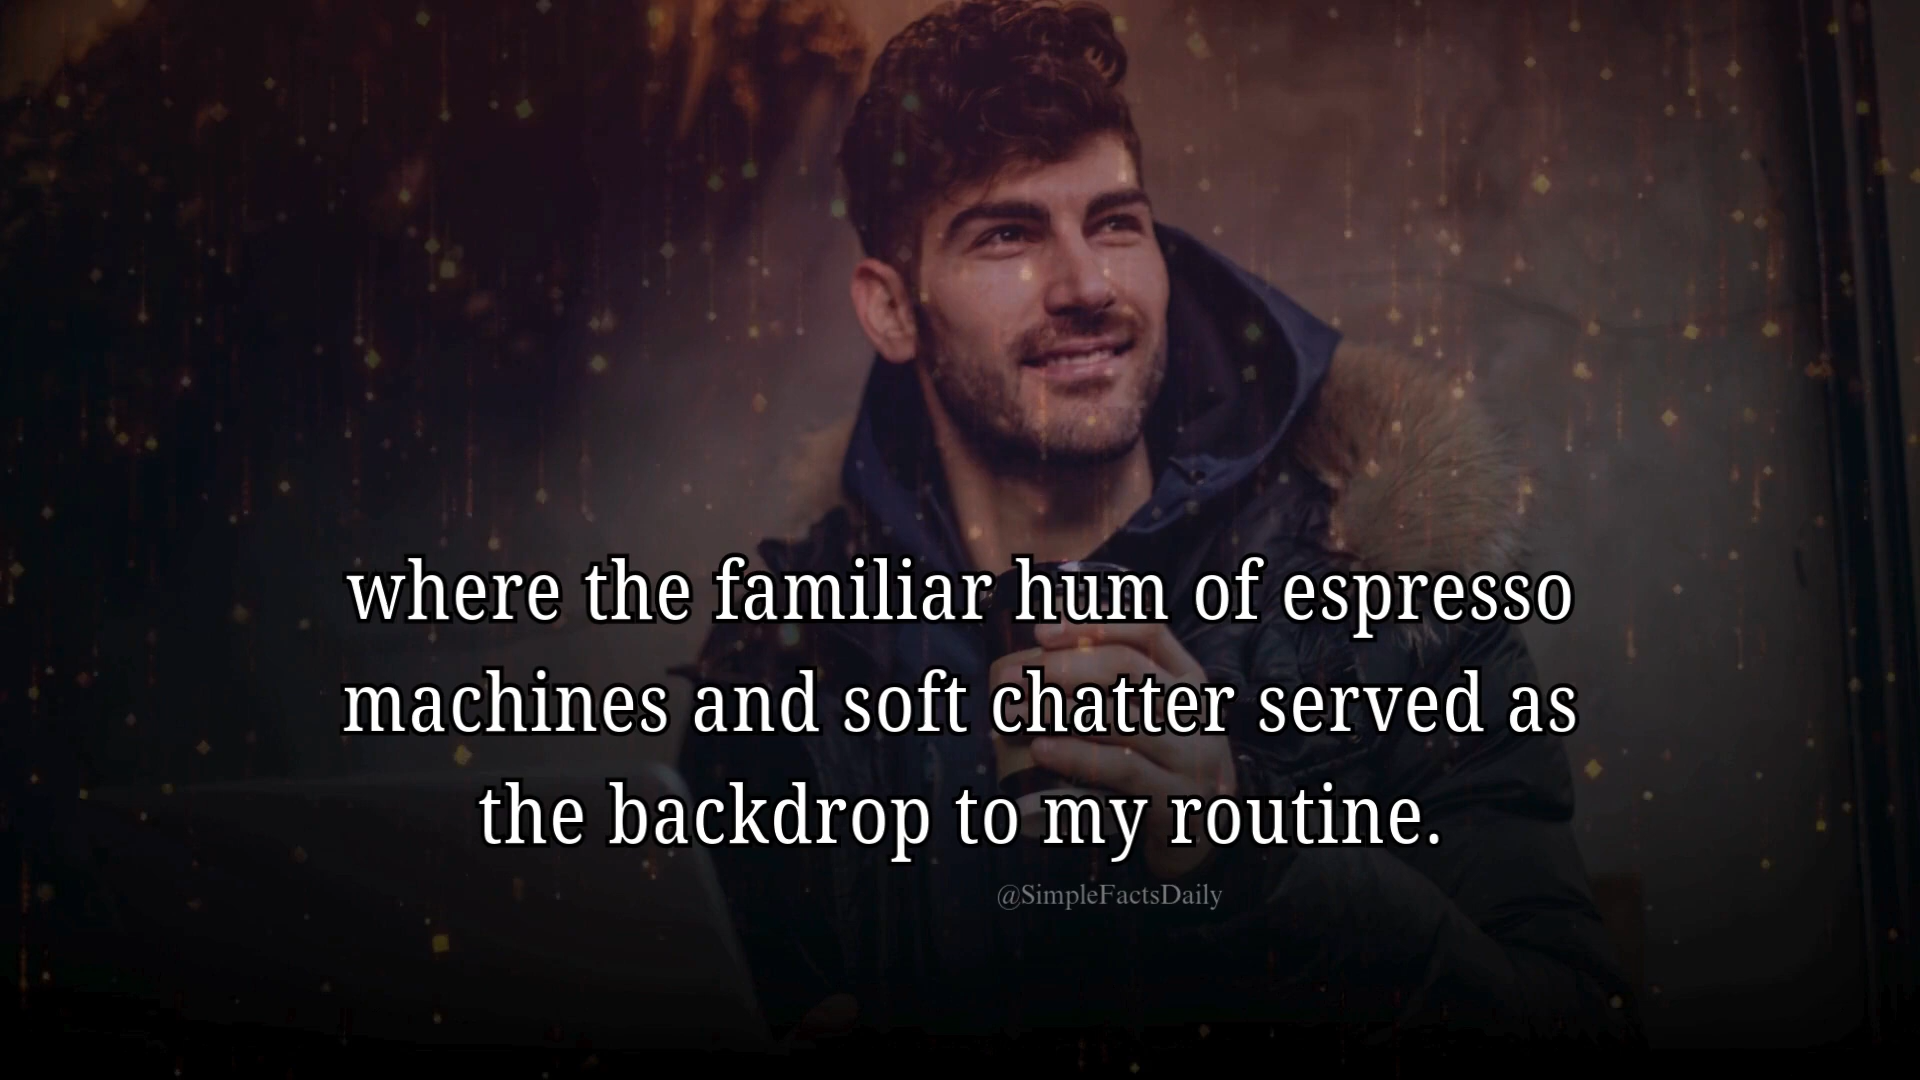 where the familiar hum of espresso
machines and soft chatter served as
the backdrop to my routine.
@SimpleFactsDaily